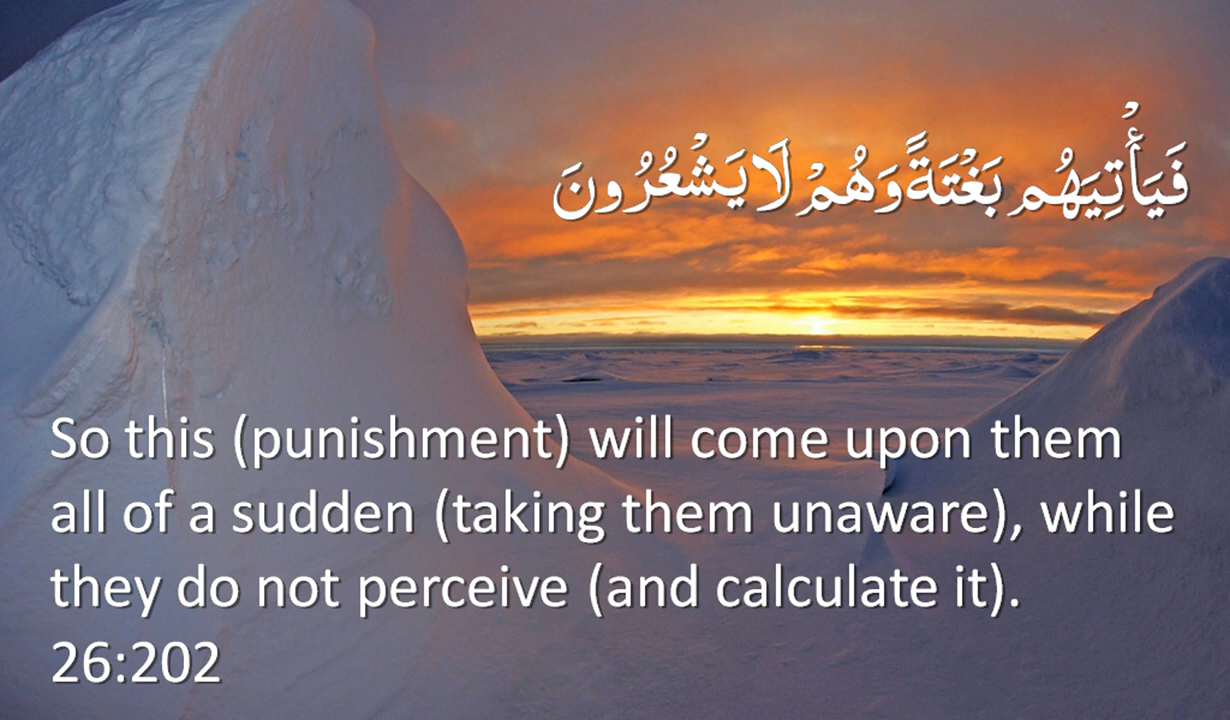 فَيَأْتِيَهُم بَغْتَةً وَهُمْ لَا يَشْعُرُونَ
So this (punishment) will come upon them
all of a sudden (taking them unaware), while
they do not perceive (and calculate it).
26:202